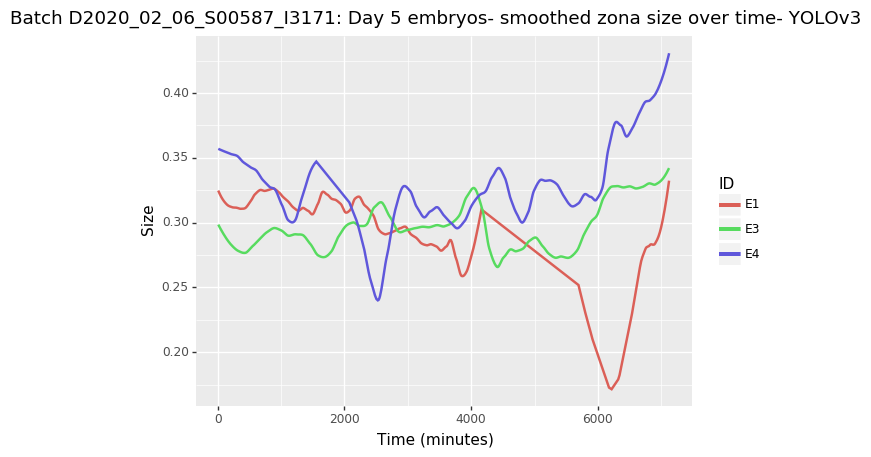 Batch D2020_02_06_S00587_I3171: Day 5 embryos- smoothed zona size over time- YOLOv3
0.40
0.35
0.30
0.25
0.20
Size
0
2000
4000
6000
Time (minutes)
ID
E1
E3
E4